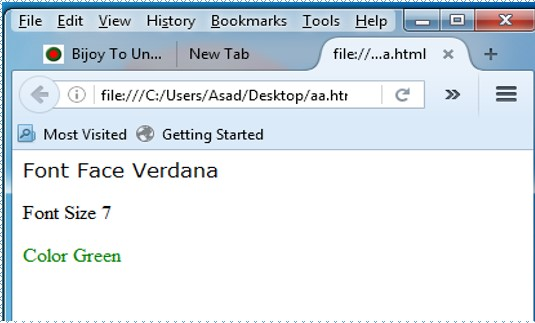 File Edit View History Bookmarks Tools Help
Bijoy To Un... New Tab file://...a.html
file:///C:/Users/Asad/Desktop/aa.htm
Most Visited Getting Started
Font Face Verdana
Font Size 7
Color Green